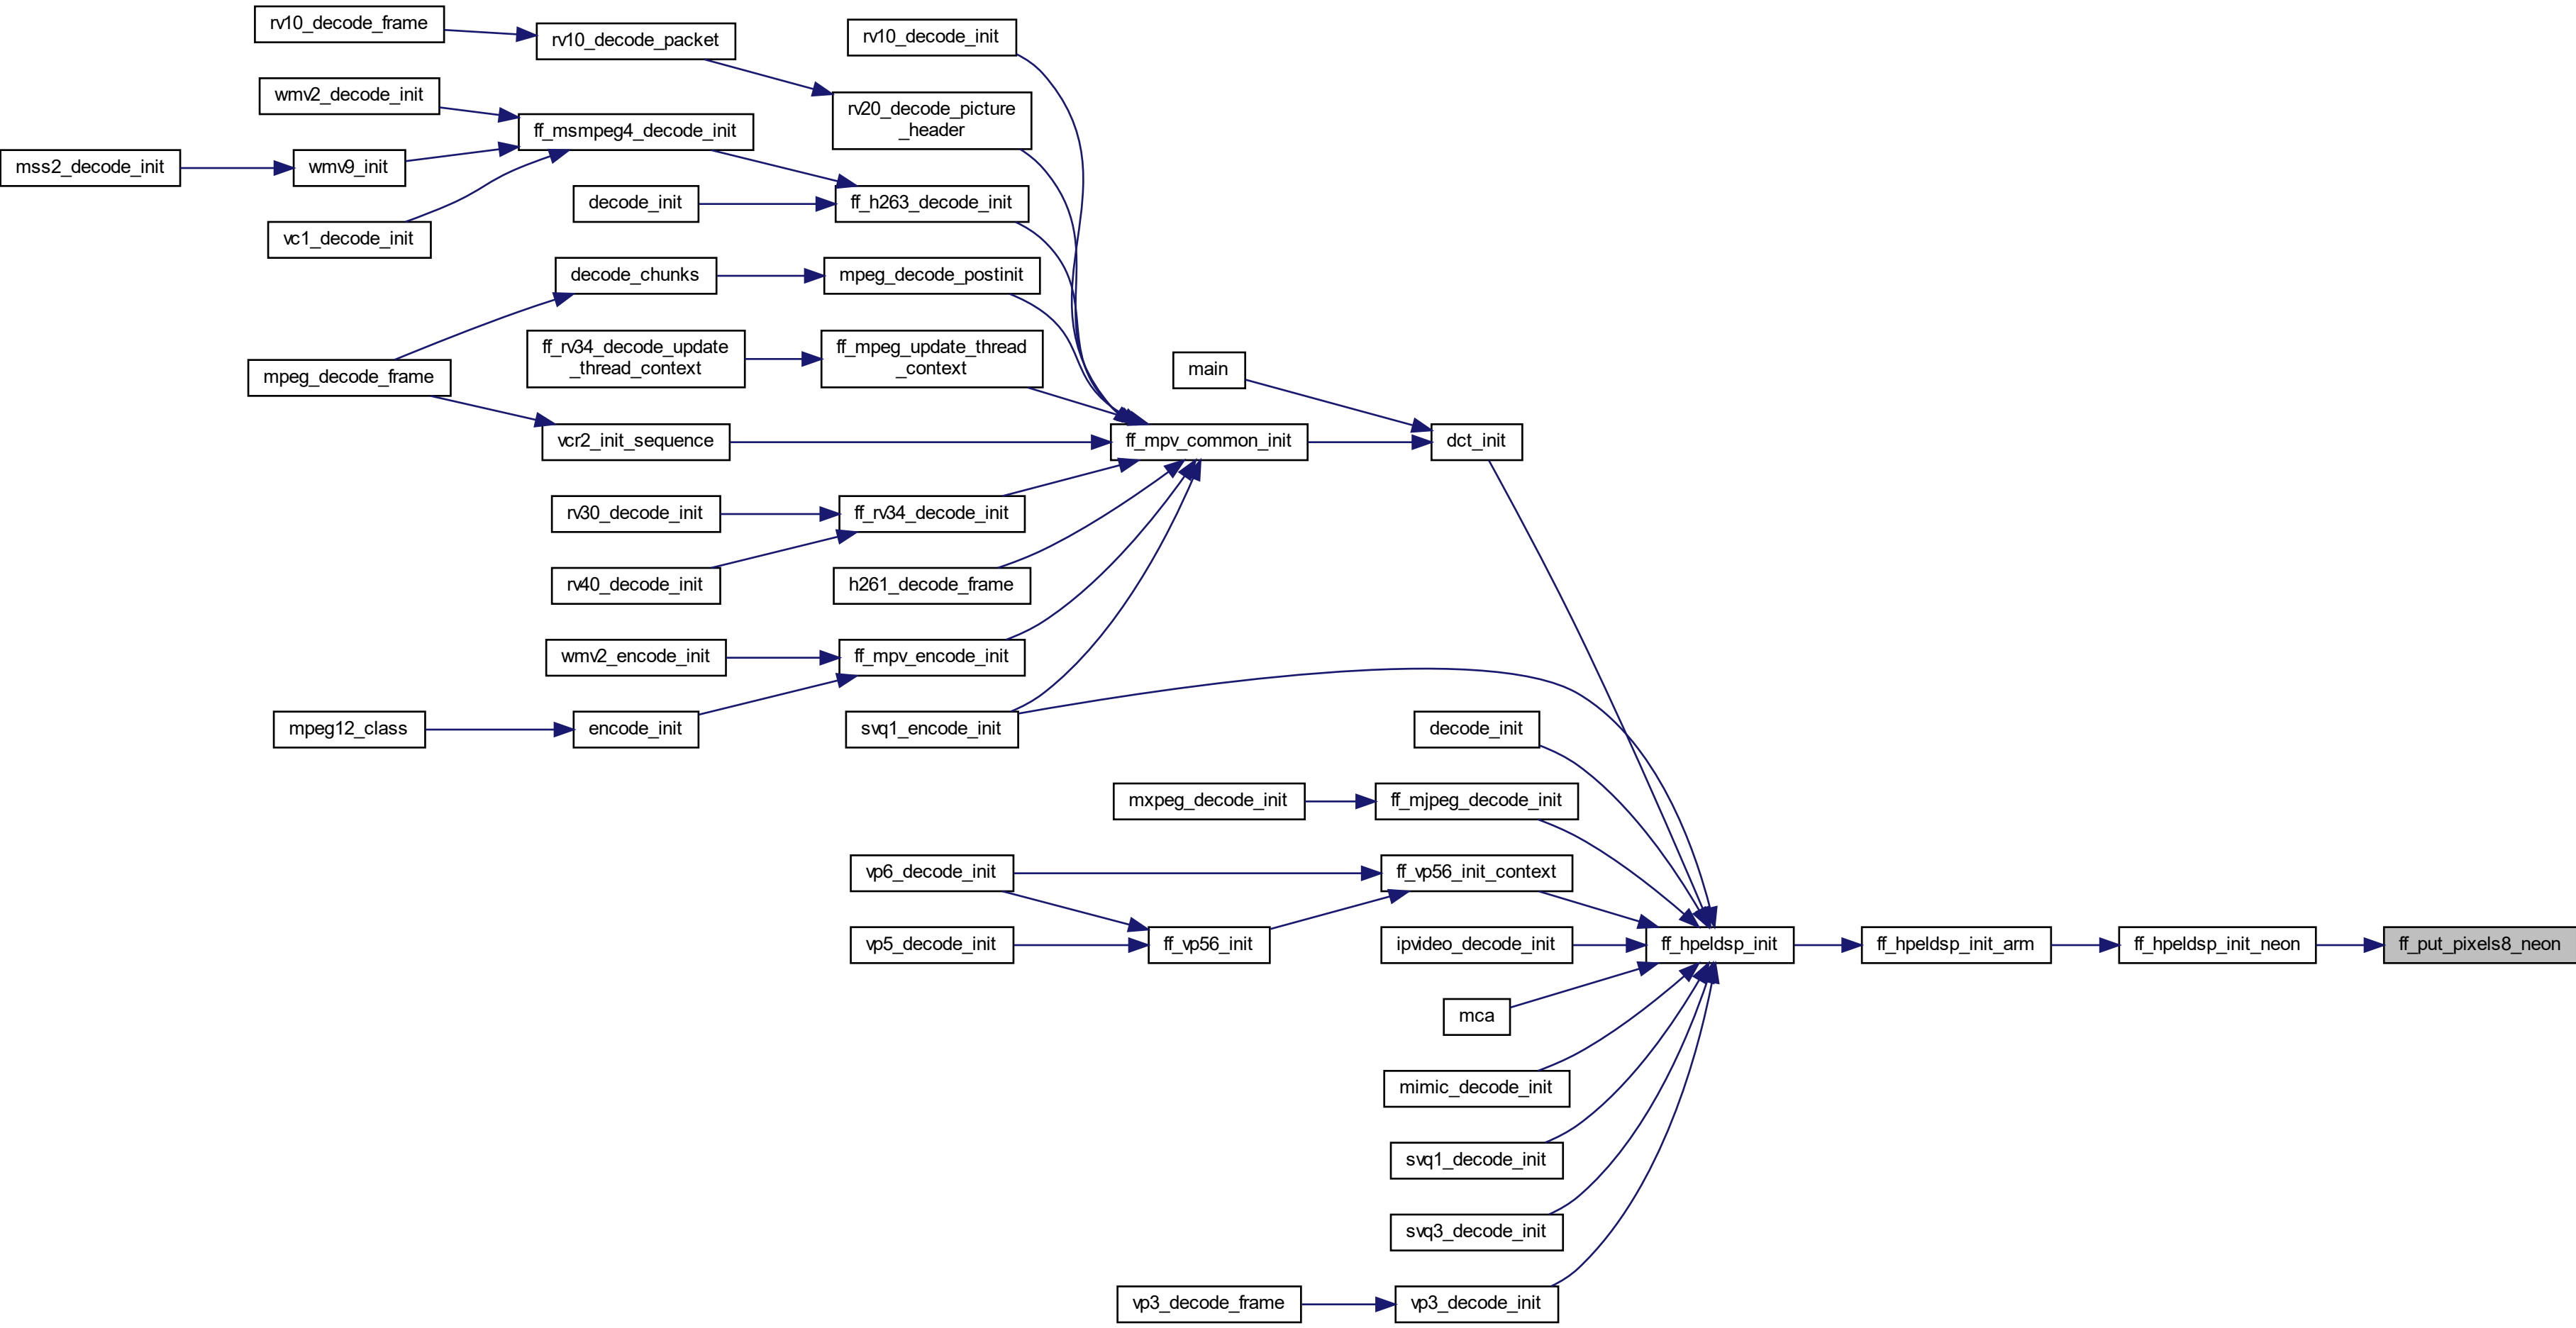 rv10_decode_frame
rv10_decode_packet
rv10_decode_init
wmv2_decode_init
rv20_decode_picture
_header
ff_msmpeg4_decode_init
mss2_decode_init
wmv9_init
decode_init
ff_h263_decode_init
vc1_decode_init
decode_chunks
mpeg_decode_postinit
ff_rv34_decode_update
_thread_context
ff_mpeg_update_thread
_context
main
mpeg_decode_frame
vcr2_init_sequence
ff_mpv_common_init
dct_init
rv30_decode_init
ff_rv34_decode_init
rv40_decode_init
h261_decode_frame
wmv2_encode_init
ff_mpv_encode_init
mpeg12_class
encode_init
svq1_encode_init
decode_init
mxpeg_decode_init
ff_mjpeg_decode_init
vp6_decode_init
ff_vp56_init_context
vp5_decode_init
ff_vp56_init
ipvideo_decode_init
ff_hpeldsp_init
ff_hpeldsp_init_arm
ff_hpeldsp_init_neon
ff_put_pixels8_neon
mca
mimic_decode_init
svq1_decode_init
svq3_decode_init
vp3_decode_frame
vp3_decode_init